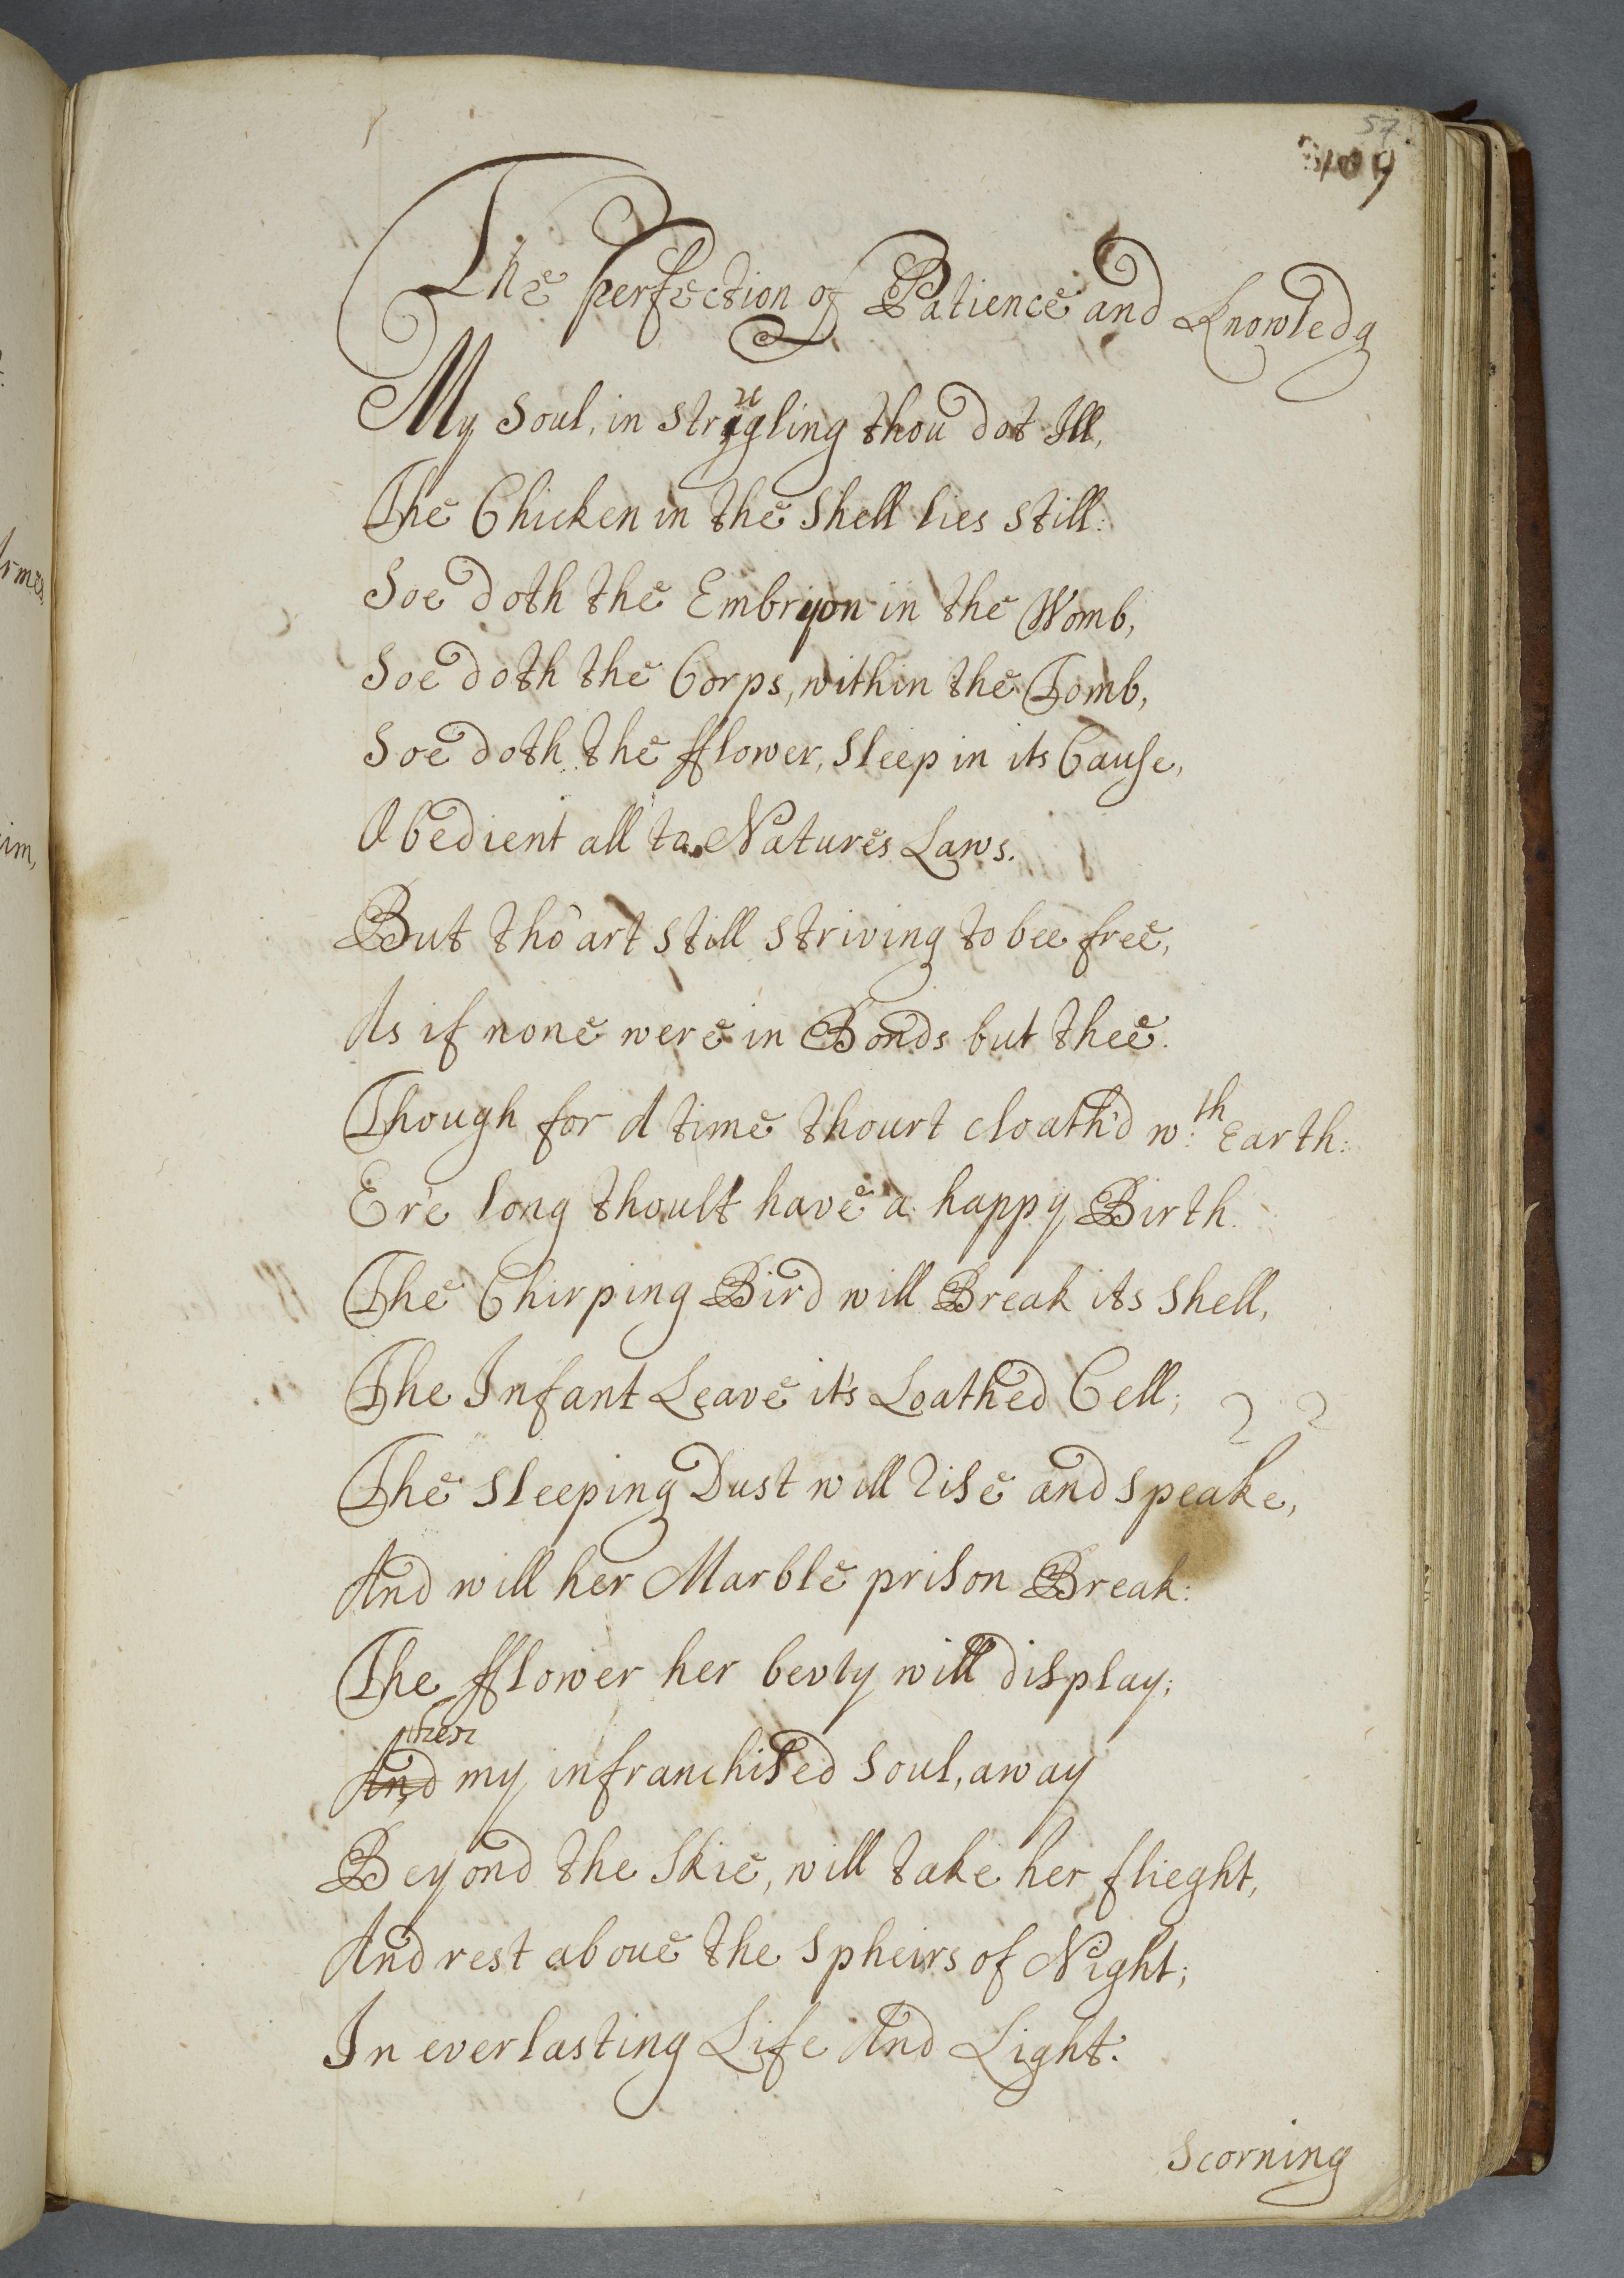 57
109
The perfection of Patience and Knowledg
My Soul, in Strugling thou dot Ill,
The Chicken in the Shell lies Still:
Soe doth the Embryon in the Womb,
Soe doth the Corps, within the Tomb,
Soe doth the fflower, Sleep in its Cause,
Obedient all to Natures Laws.
But tho'art Still Striving to bee free,
As if none were in Bonds but thee.
Though for A time thourt cloath'd w:th Earth:
Er'e long thoult have a happy Birth.
The Chirping Bird will Break its Shell,
The Infant Leave it's Loathed Cell;
The Sleeping Dust will Rise and Speake,
And will her Marble prison Break:
The fflower her bevty will display;
then
And my infranchised Soul, away
Beyond the Skie, will take her flieght,
And rest aboue the Spheirs of Night;
In everlasting Life And Light.
Scorning